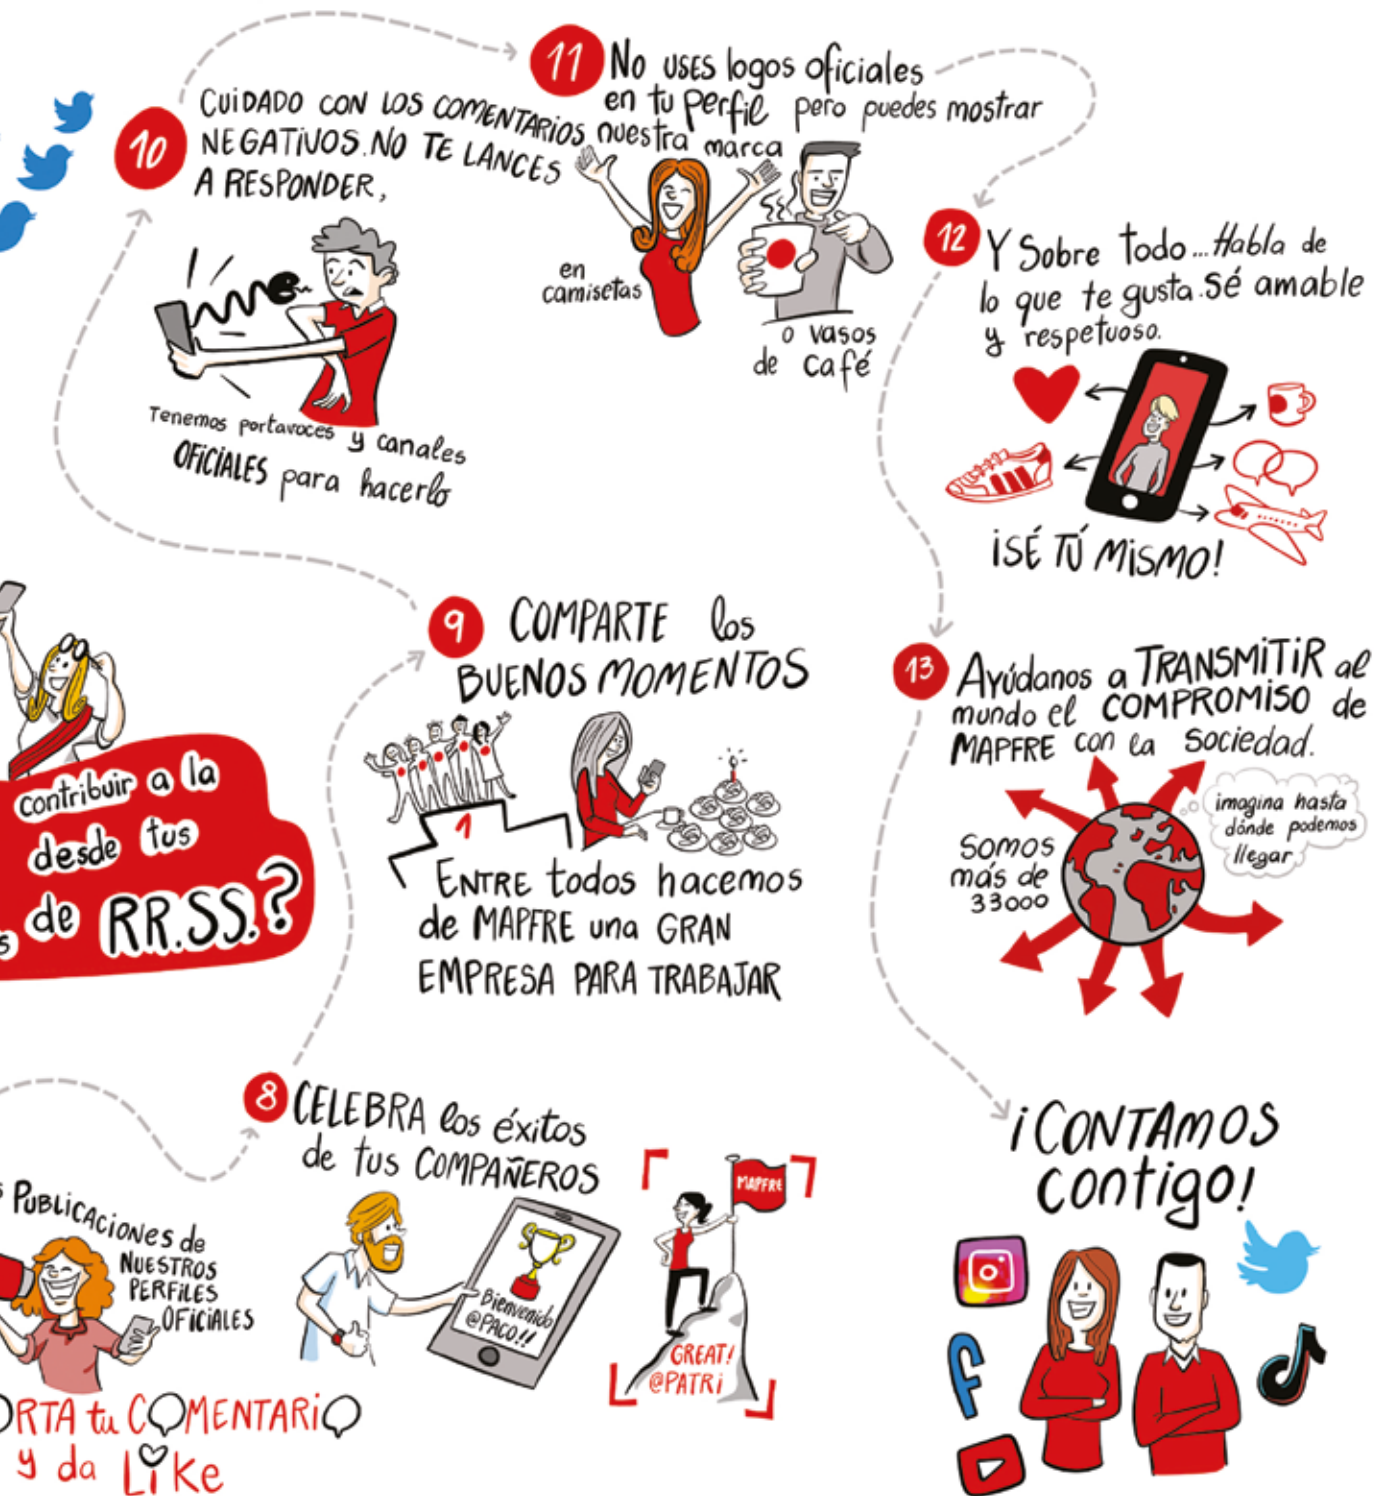 10
CUIDADO CON LOS COMENTARIOS
NEGATIVOS. NO TE LANCES
A RESPONDER,
Tenemos portavoces y canales
OFICIALES para hacerlo
11
No uses logos oficiales
en tu perfil pero puedes mostrar
nuestra marca
en
camisetas
o vasos
de café
12
Y Sobre todo... Habla de
lo que te gusta. Sé amable
y respetuoso.
¡SÉ TÚ MISMO!
9
COMPARTE los
BUENOS MOMENTOS
1
ENTRE todos hacemos
de MAPFRE una GRAN
EMPRESA PARA TRABAJAR
13
Ayúdanos a TRANSMITIR al
mundo el COMPROMISO de
MAPFRE con la Sociedad.
Somos
más de
33000
imagina hasta
dónde podemos
llegar
contribuir a la
desde tus
s de RR.SS.?
8
CELEBRA los éxitos
de tus COMPAÑEROS
Bienvenido
@PACO!!
MAPFRE
GREAT!
@PATRI
s PUBLICACIONES de
NUESTROS
PERFILES
OFICIALES
ORTA tu COMENTARIO
y da Like
¡CONTAMOS
contigo!